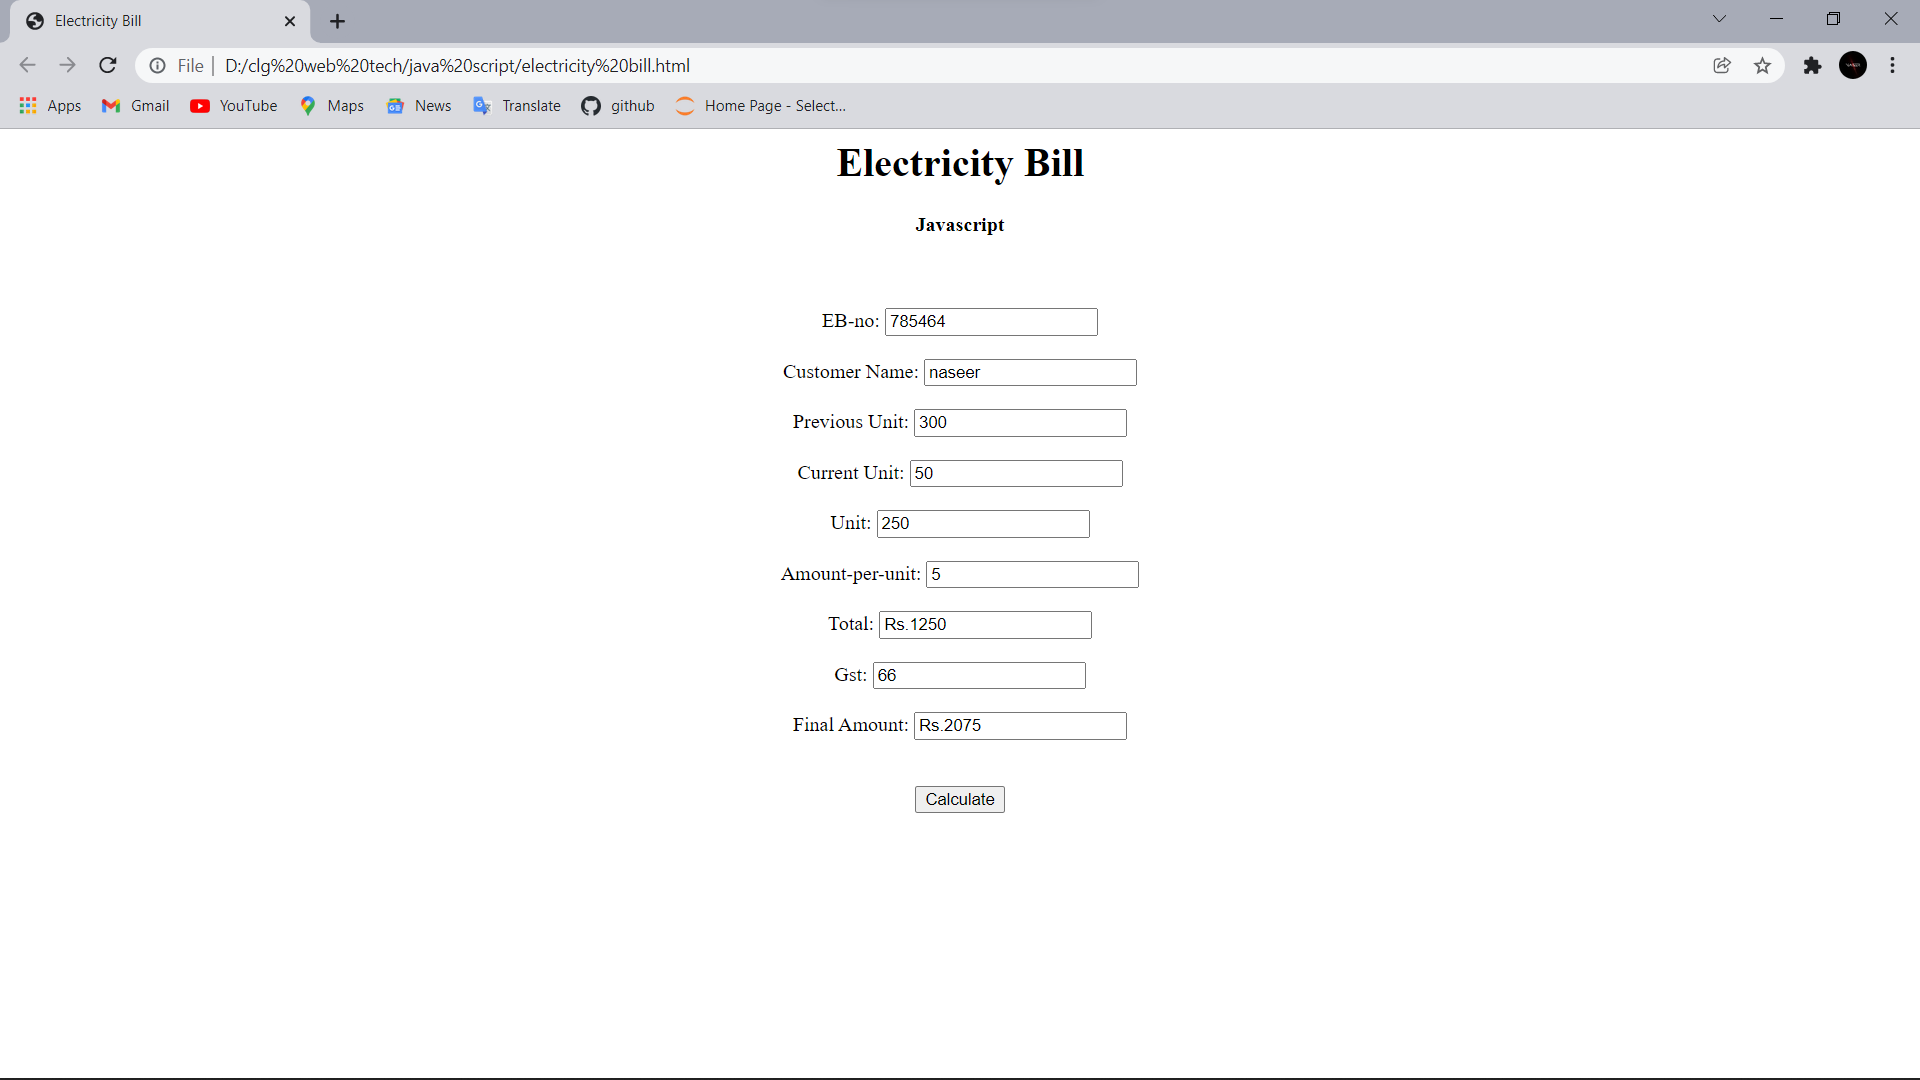 Electricity Bill
File | D:/clg%20web%20tech/java%20script/electricity%20bill.html
Apps Gmail YouTube Maps News Translate github Home Page - Select...
Electricity Bill
Javascript
EB-no: 785464
Customer Name: naseer
Previous Unit: 300
Current Unit: 50
Unit: 250
Amount-per-unit: 5
Total: Rs.1250
Gst: 66
Final Amount: Rs.2075
Calculate